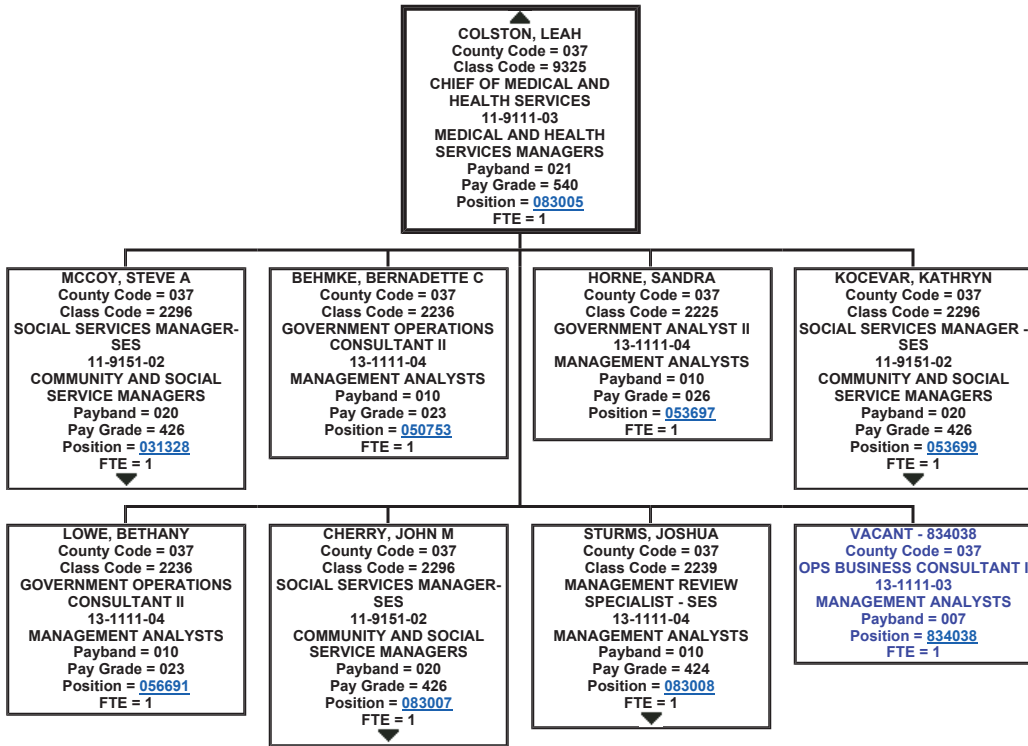 COLSTON, LEAH
County Code = 037
Class Code = 9325
CHIEF OF MEDICAL AND
HEALTH SERVICES
11-9111-03
MEDICAL AND HEALTH
SERVICES MANAGERS
Payband = 021
Pay Grade = 540
Position = 083005
FTE = 1
MCCOY, STEVE A
County Code = 037
Class Code = 2296
SOCIAL SERVICES MANAGER-
SES
11-9151-02
COMMUNITY AND SOCIAL
SERVICE MANAGERS
Payband = 020
Pay Grade = 426
Position = 031328
FTE = 1
BEHMKE, BERNADETTE C
County Code = 037
Class Code = 2236
GOVERNMENT OPERATIONS
CONSULTANT II
13-1111-04
MANAGEMENT ANALYSTS
Payband = 010
Pay Grade = 023
Position = 050753
FTE = 1
HORNE, SANDRA
County Code = 037
Class Code = 2225
GOVERNMENT ANALYST II
13-1111-04
MANAGEMENT ANALYSTS
Payband = 010
Pay Grade = 026
Position = 053697
FTE = 1
KOCEVAR, KATHRYN
County Code = 037
Class Code = 2296
SOCIAL SERVICES MANAGER -
SES
11-9151-02
COMMUNITY AND SOCIAL
SERVICE MANAGERS
Payband = 020
Pay Grade = 426
Position = 053699
FTE = 1
LOWE, BETHANY
County Code = 037
Class Code = 2236
GOVERNMENT OPERATIONS
CONSULTANT II
13-1111-04
MANAGEMENT ANALYSTS
Payband = 010
Pay Grade = 023
Position = 056691
FTE = 1
CHERRY, JOHN M
County Code = 037
Class Code = 2296
SOCIAL SERVICES MANAGER-
SES
11-9151-02
COMMUNITY AND SOCIAL
SERVICE MANAGERS
Payband = 020
Pay Grade = 426
Position = 083007
FTE = 1
STURMS, JOSHUA
County Code = 037
Class Code = 2239
MANAGEMENT REVIEW
SPECIALIST - SES
13-1111-04
MANAGEMENT ANALYSTS
Payband = 010
Pay Grade = 424
Position = 083008
FTE = 1
VACANT - 834038
County Code = 037
OPS BUSINESS CONSULTANT I
13-1111-03
MANAGEMENT ANALYSTS
Payband = 007
Position = 834038
FTE = 1